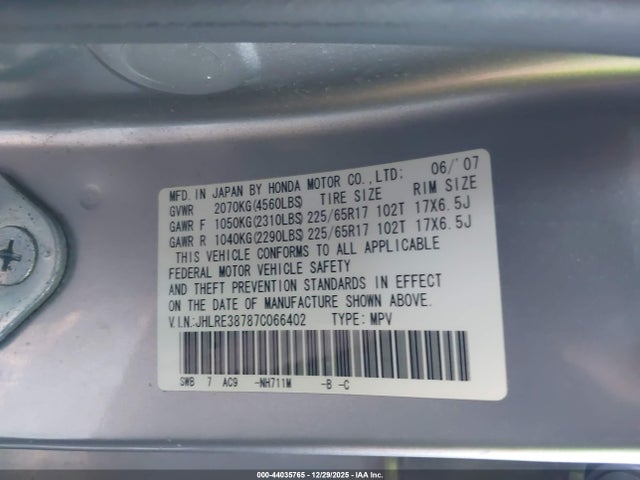 MFD. IN JAPAN BY HONDA MOTOR CO., LTD: 06/'07
GVWR 2070KG(4560LBS) TIRE SIZE RIM SIZE
GAWR F 1050KG(2310LBS) 225/65R17 102T 17X6.5J
GAWR R 1040KG(2290LBS) 225/65R17 102T 17X6.5J
THIS VEHICLE CONFORMS TO ALL APPLICABLE
FEDERAL MOTOR VEHICLE SAFETY
AND THEFT PREVENTION STANDARDS IN EFFECT
ON THE DATE OF MANUFACTURE SHOWN ABOVE.
V.I.N.:JHLRE38787C066402 TYPE: MPV
SWB 7 AC9 -NH711M -B -C
000-44035765 - 12/29/2025 - IAA Inc.